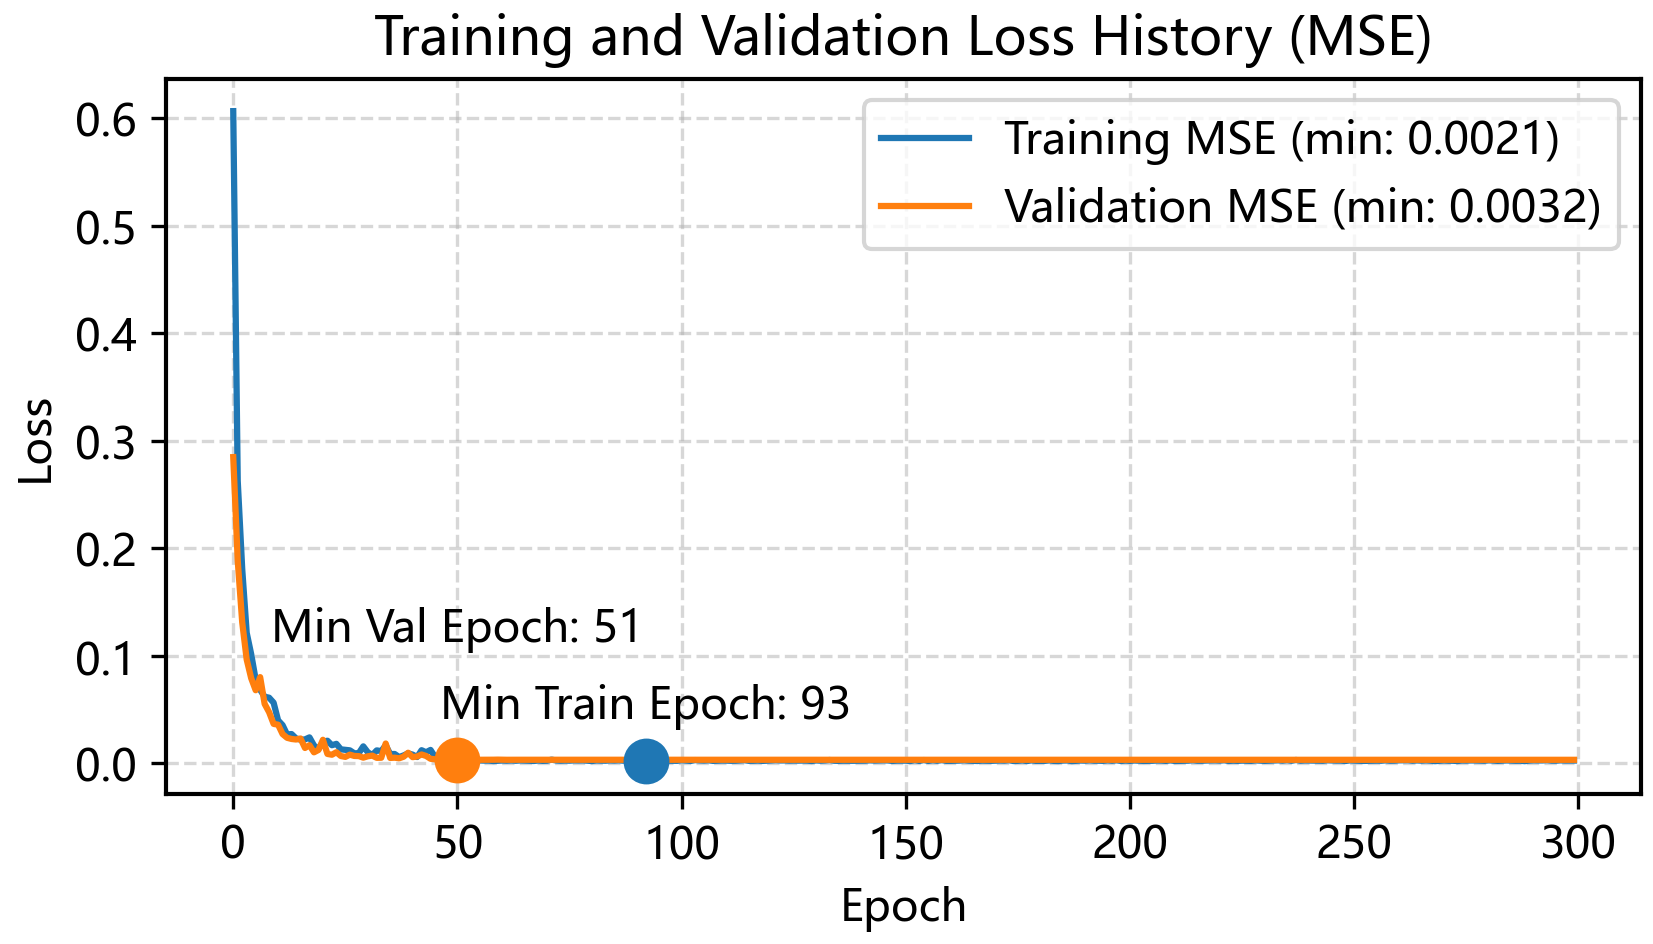 Training and Validation Loss History (MSE)
Training MSE (min: 0.0021)
Validation MSE (min: 0.0032)
Loss
0.6
0.5
0.4
0.3
0.2
0.1
0.0
Min Val Epoch: 51
Min Train Epoch: 93
0 50 100 150 200 250 300
Epoch